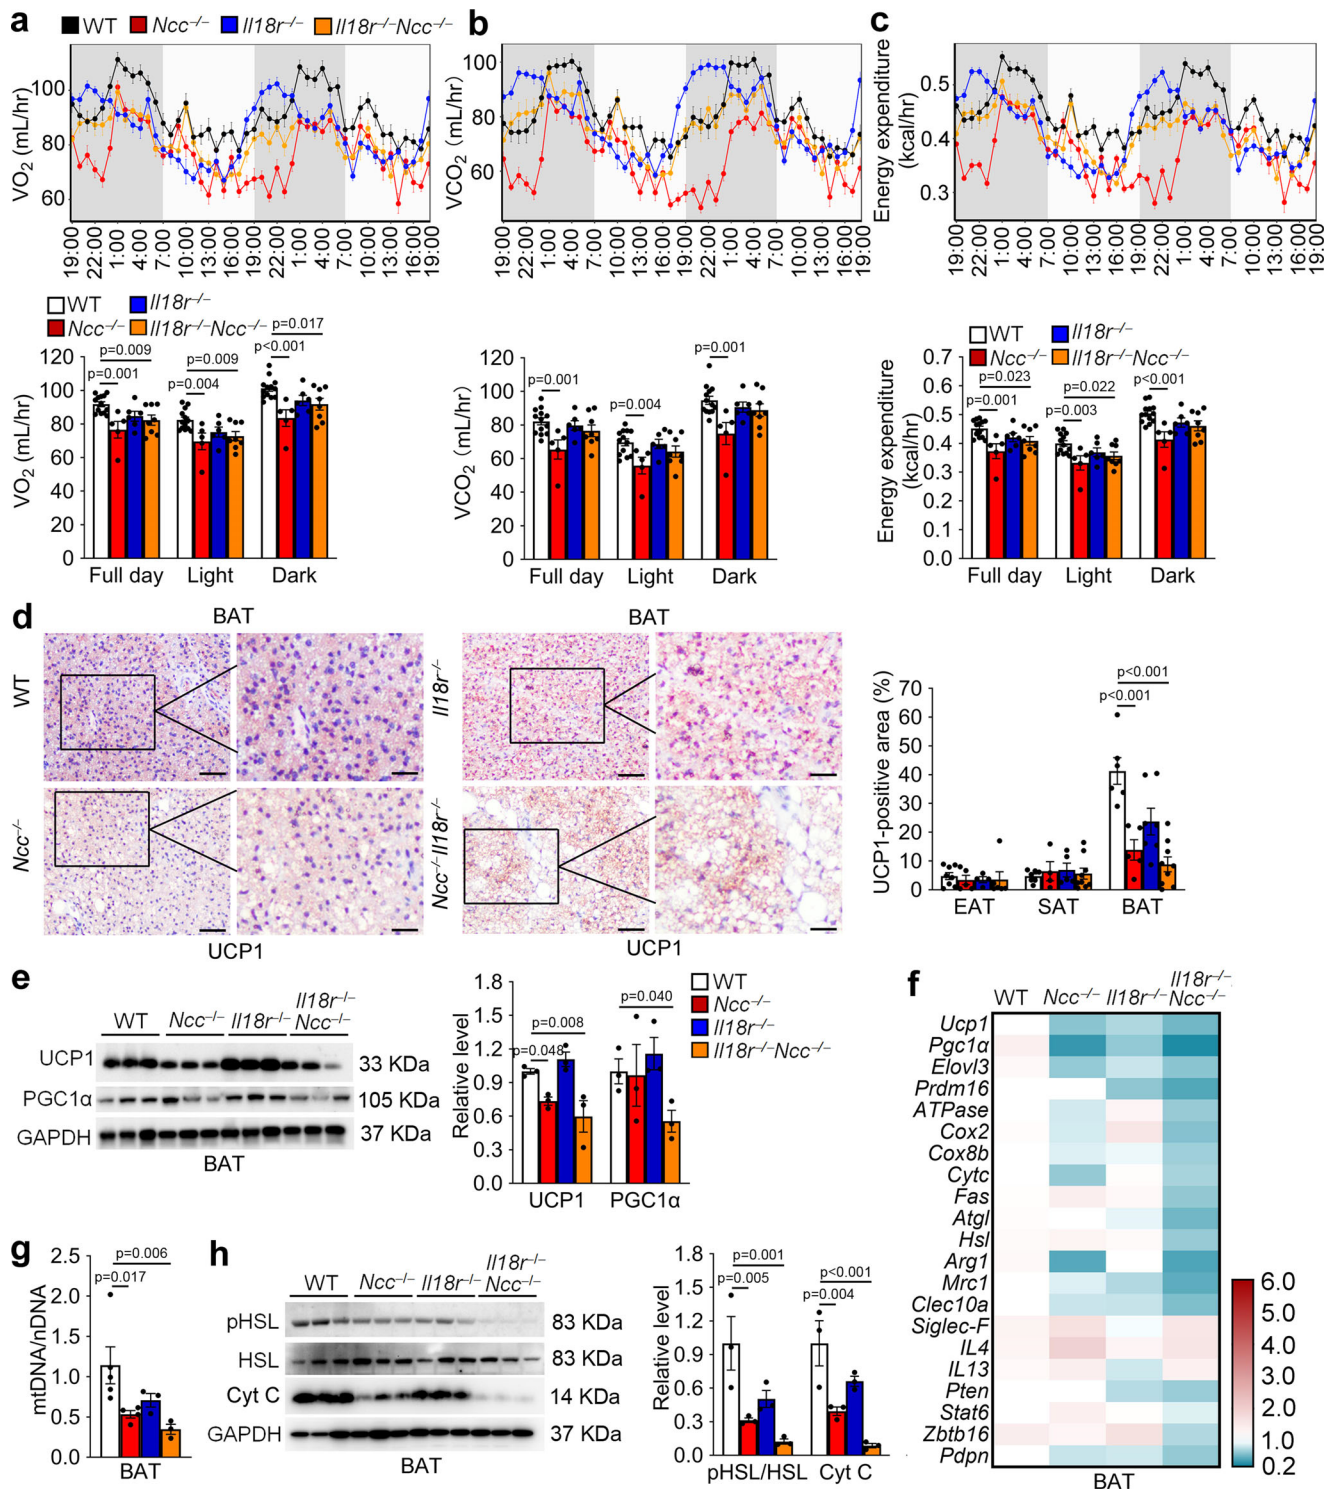 a
WT Ncc–/– Il18r–/– Il18r–/–Ncc–/–
VO2 (mL/hr)
100
80
60
19:00 22:00 1:00 4:00 7:00 10:00 13:00 16:00 19:00 22:00 1:00 4:00 7:00 10:00 13:00 16:00 19:00
b
VCO2 (mL/hr)
100
80
60
19:00 22:00 1:00 4:00 7:00 10:00 13:00 16:00 19:00 22:00 1:00 4:00 7:00 10:00 13:00 16:00 19:00
c
Energy expenditure
(kcal/hr)
0.5
0.4
0.3
19:00 22:00 1:00 4:00 7:00 10:00 13:00 16:00 19:00 22:00 1:00 4:00 7:00 10:00 13:00 16:00 19:00
WT Il18r–/–
Ncc–/– Il18r–/–Ncc–/–
VO2 (mL/hr)
120
100
80
60
40
20
0
p=0.017
p=0.009 p=0.009 p<0.001
p=0.001 p=0.004
Full day Light Dark
VCO2 (mL/hr)
120
100
80
60
40
20
0
p=0.001
p=0.001 p=0.004
Full day Light Dark
WT Il18r–/–
Ncc–/– Il18r–/–Ncc–/–
Energy expenditure
(kcal/hr)
0.7
0.6
0.5
0.4
0.3
0.2
0.1
0.0
p=0.023 p=0.022 p<0.001
p=0.001 p=0.003
Full day Light Dark
d
BAT BAT
WT
Il18r–/–
Ncc–/–
Ncc–/–Il18r–/–
UCP1 UCP1
UCP1-positive area (%)
70
60
50
40
30
20
10
0
p<0.001
p<0.001
EAT SAT BAT
e
WT Ncc–/– Il18r–/– Il18r–/–
Ncc–/–
UCP1 33 KDa
PGC1α 105 KDa
GAPDH 37 KDa
BAT
Relative level
1.8
1.5
1.2
0.9
0.6
0.3
0.0
p=0.008
p=0.048
p=0.040
UCP1 PGC1α
WT
Ncc–/–
Il18r–/–
Il18r–/–Ncc–/–
f
WT Ncc–/– Il18r–/– Il18r–/–
Ncc–/–
Ucp1
Pgc1α
Elovl3
Prdm16
ATPase
Cox2
Cox8b
Cytc
Fas
Atgl
Hsl
Arg1
Mrc1
Clec10a
Siglec-F
IL4
IL13
Pten
Stat6
Zbtb16
Pdpn
BAT
6.0
5.0
4.0
3.0
2.0
1.0
0.2
g
mtDNA/nDNA
2.5
2.0
1.5
1.0
0.5
0.0
p=0.006
p=0.017
BAT
h
WT Ncc–/– Il18r–/– Il18r–/–
Ncc–/–
pHSL 83 KDa
HSL 83 KDa
Cyt C 14 KDa
GAPDH 37 KDa
BAT
Relative level
1.8
1.5
1.2
0.9
0.6
0.3
0.0
p=0.001
p=0.005
p<0.001
p=0.004
pHSL/HSL Cyt C